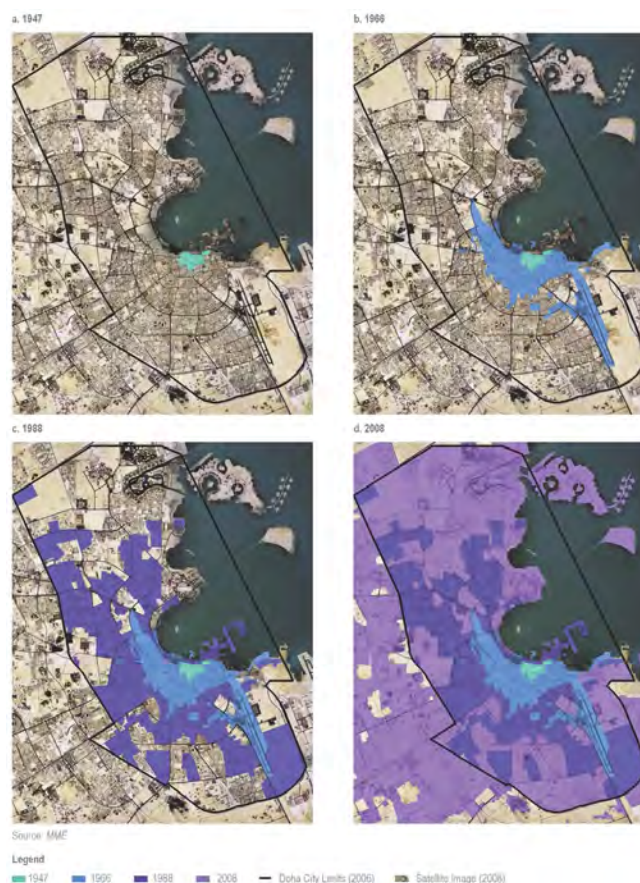 a. 1947
b. 1966
c. 1988
d. 2008
Source: MME
Legend
1947 1966 1988 2008 Doha City Limits (2006) Satellite Image (2008)